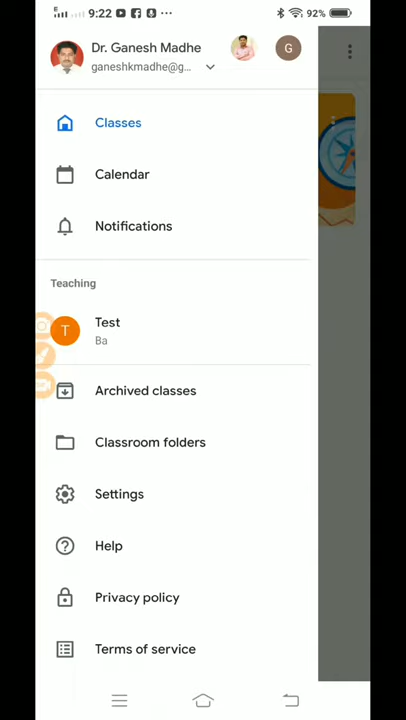 9:22
92%
Dr. Ganesh Madhe
ganeshkmadhe@g...
G
Classes
Calendar
Notifications
Teaching
T
Test
Ba
Archived classes
Classroom folders
Settings
Help
Privacy policy
Terms of service